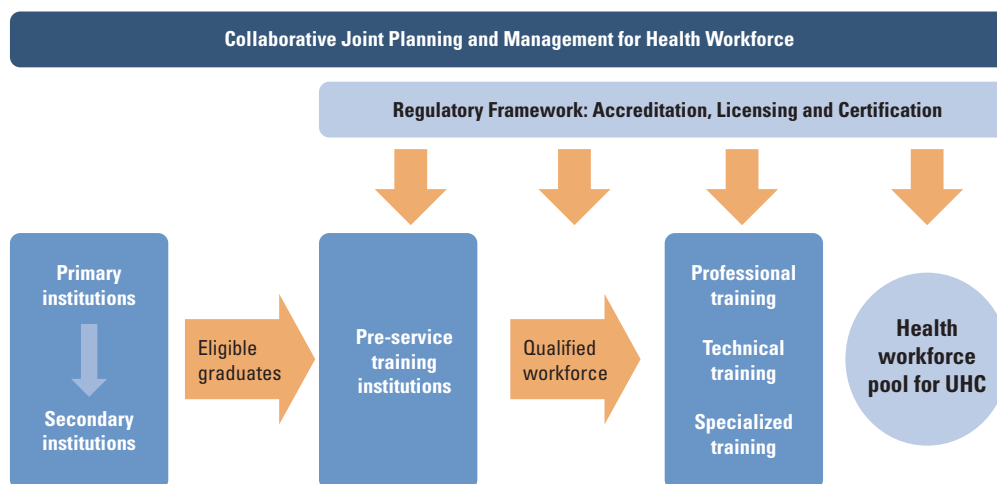 Collaborative Joint Planning and Management for Health Workforce
Regulatory Framework: Accreditation, Licensing and Certification
Primary
institutions
Secondary
institutions
Eligible
graduates
Pre-service
training
institutions
Qualified
workforce
Professional
training
Technical
training
Specialized
training
Health
workforce
pool for UHC